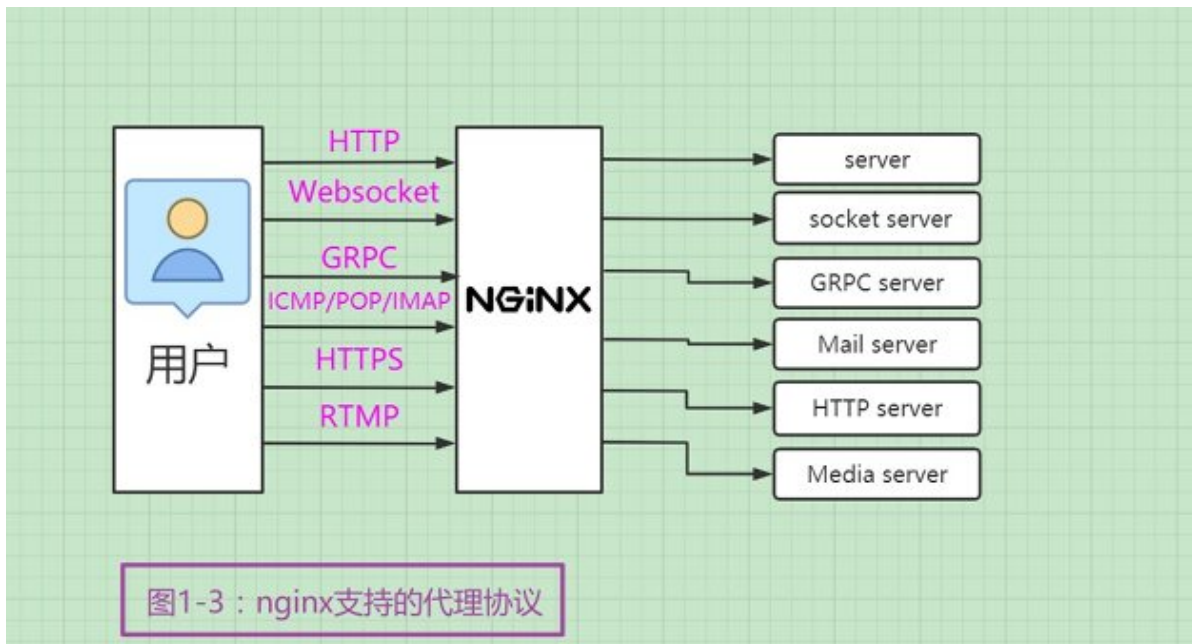 HTTP
Websocket
GRPC
ICMP/POP/IMAP
HTTPS
RTMP
用户
NGiNX
server
socket server
GRPC server
Mail server
HTTP server
Media server
图1-3：nginx支持的代理协议